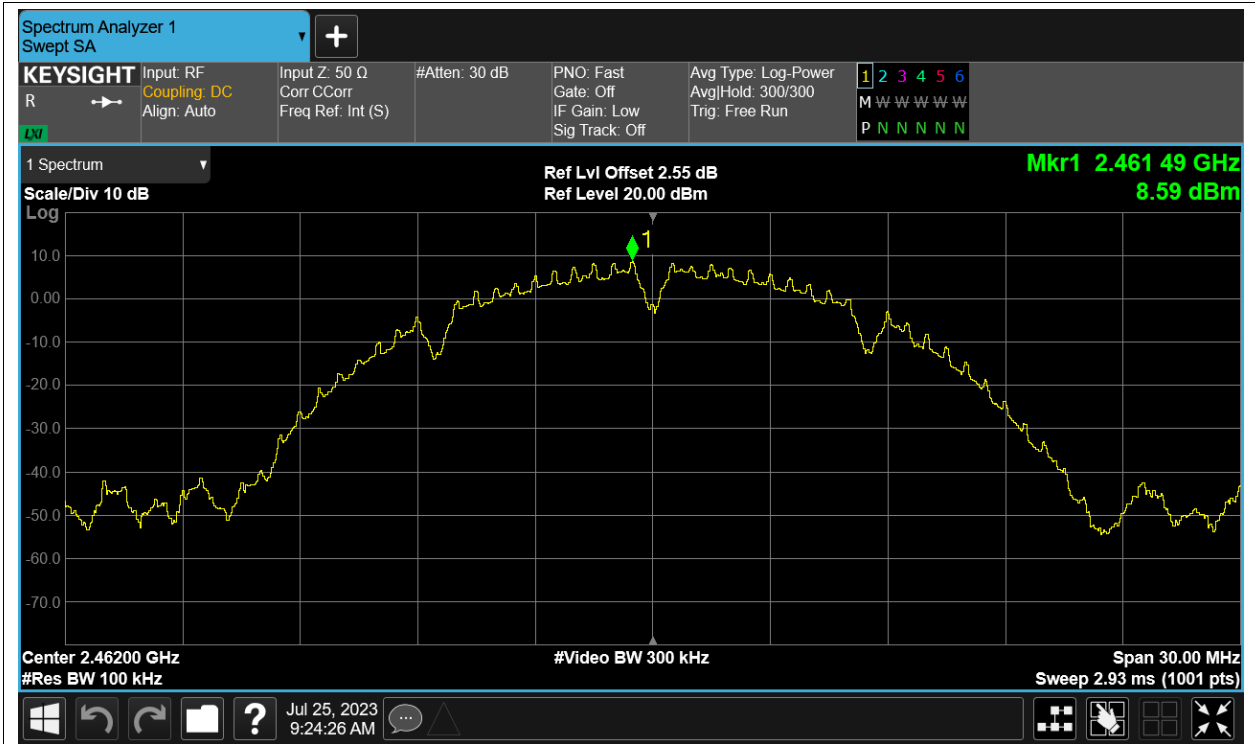 Spectrum Analyzer 1
Swept SA
+
KEYSIGHT
R
LXI
Input: RF
Coupling: DC
Align: Auto
Input Z: 50 Ω
Corr CCorr
Freq Ref: Int (S)
#Atten: 30 dB
PNO: Fast
Gate: Off
IF Gain: Low
Sig Track: Off
Avg Type: Log-Power
Avg|Hold: 300/300
Trig: Free Run
1 2 3 4 5 6
M W W W W W
P N N N N N
1 Spectrum
Scale/Div 10 dB
Log
Ref Lvl Offset 2.55 dB
Ref Level 20.00 dBm
Mkr1 2.461 49 GHz
8.59 dBm
1
10.0
0.00
-10.0
-20.0
-30.0
-40.0
-50.0
-60.0
-70.0
Center 2.46200 GHz
#Res BW 100 kHz
#Video BW 300 kHz
Span 30.00 MHz
Sweep 2.93 ms (1001 pts)
?
Jul 25, 2023
9:24:26 AM